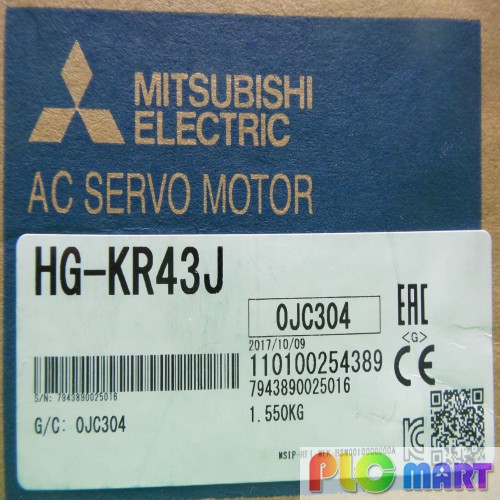 MITSUBISHI
ELECTRIC
AC SERVO MOTOR
HG-KR43J
0JC304
EAC
2017/10/09
<G>
110100254389
CE
S/N: 7943890025016
7943890025016
G/C: 0JC304
1.550KG
PLC mart